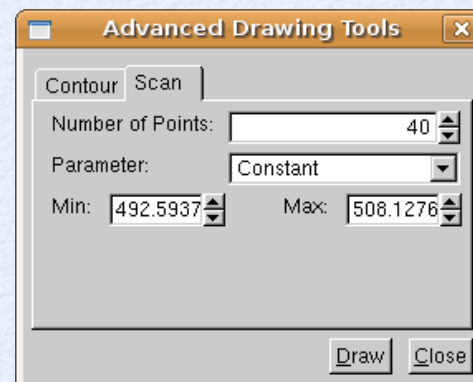 Advanced Drawing Tools
Contour Scan
Number of Points: 40
Parameter: Constant
Min: 492.5937 Max: 508.1276
Draw Close